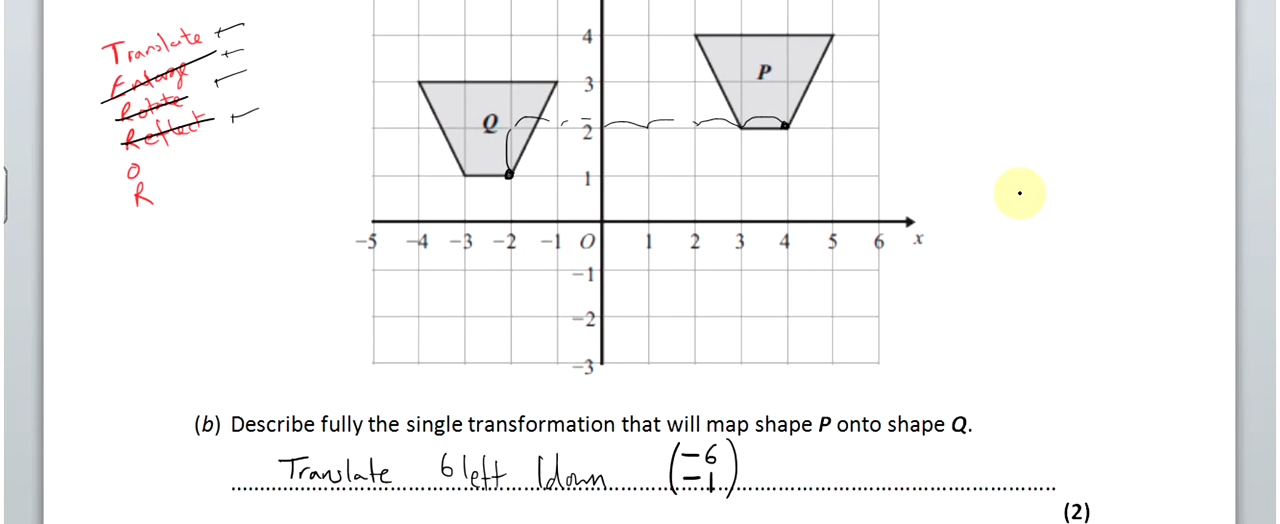 Translate
Enlarge
Rotate
Reflect
O
R
4
3
2
1
P
Q
-5 -4 -3 -2 -1 O 1 2 3 4 5 6 x
-1
-2
-3
(b) Describe fully the single transformation that will map shape P onto shape Q.
Translate 6 left 1 down (-6
-1)
(2)